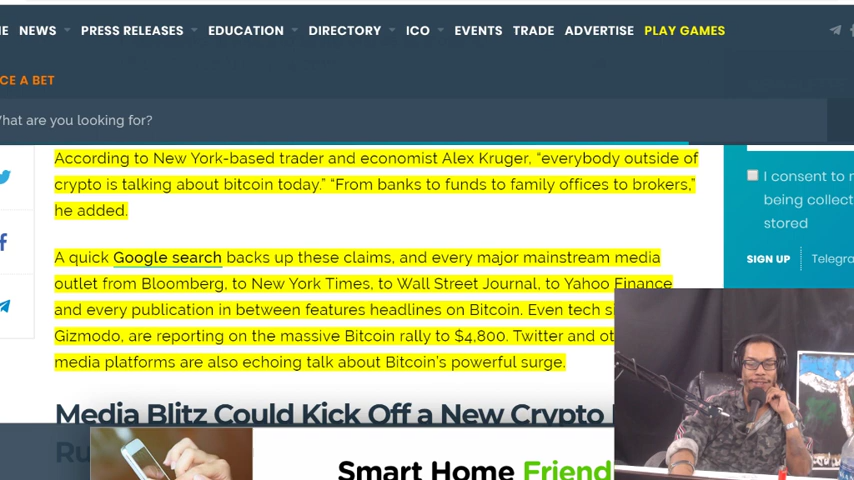 NEWS PRESS RELEASES EDUCATION DIRECTORY ICO EVENTS TRADE ADVERTISE PLAY GAMES
A BET
are you looking for?
According to New York-based trader and economist Alex Kruger, “everybody outside of
crypto is talking about bitcoin today.” “From banks to funds to family offices to brokers,”
he added.
A quick Google search backs up these claims, and every major mainstream media
outlet from Bloomberg, to New York Times, to Wall Street Journal, to Yahoo Finance
and every publication in between features headlines on Bitcoin. Even tech
Gizmodo, are reporting on the massive Bitcoin rally to $4,800. Twitter and
media platforms are also echoing talk about Bitcoin’s powerful surge.
Media Blitz Could Kick Off a New Crypto
I consent to
being
stored
SIGN UP
Smart Home